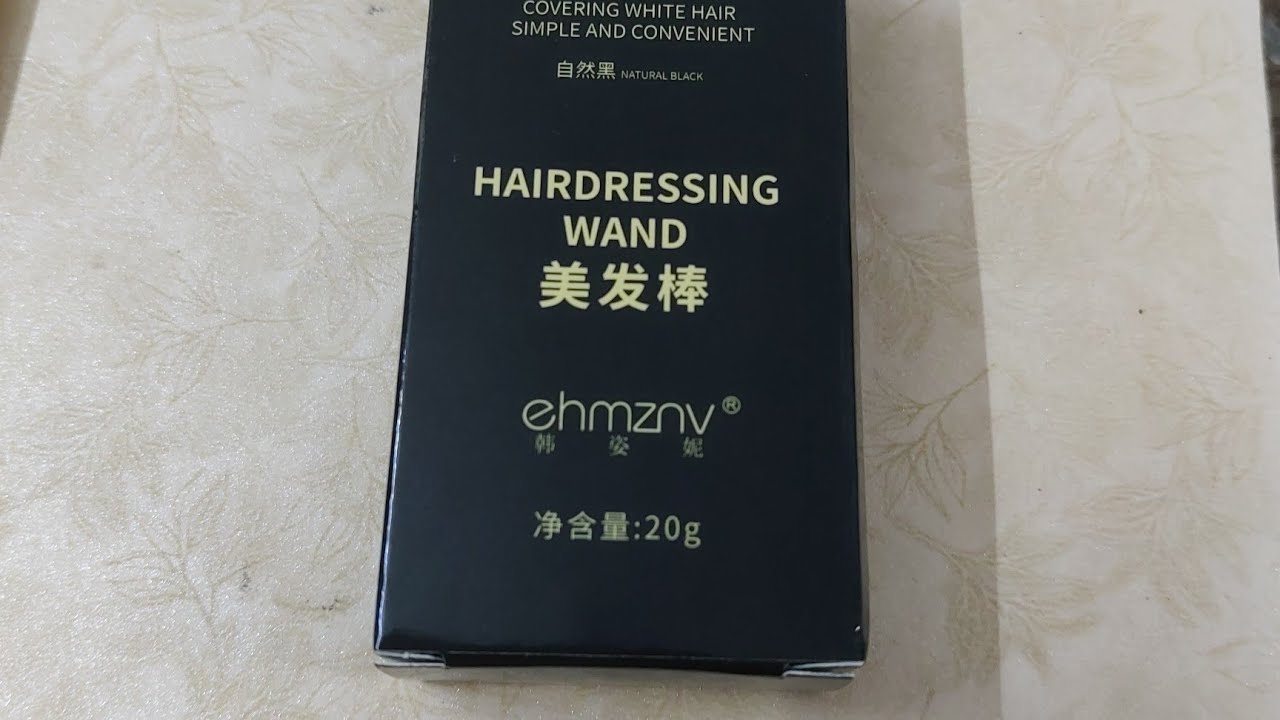 COVERING WHITE HAIR
SIMPLE AND CONVENIENT
自然黑 NATURAL BLACK
HAIRDRESSING
WAND
美发棒
ehmznv®
韩姿妮
净含量:20g